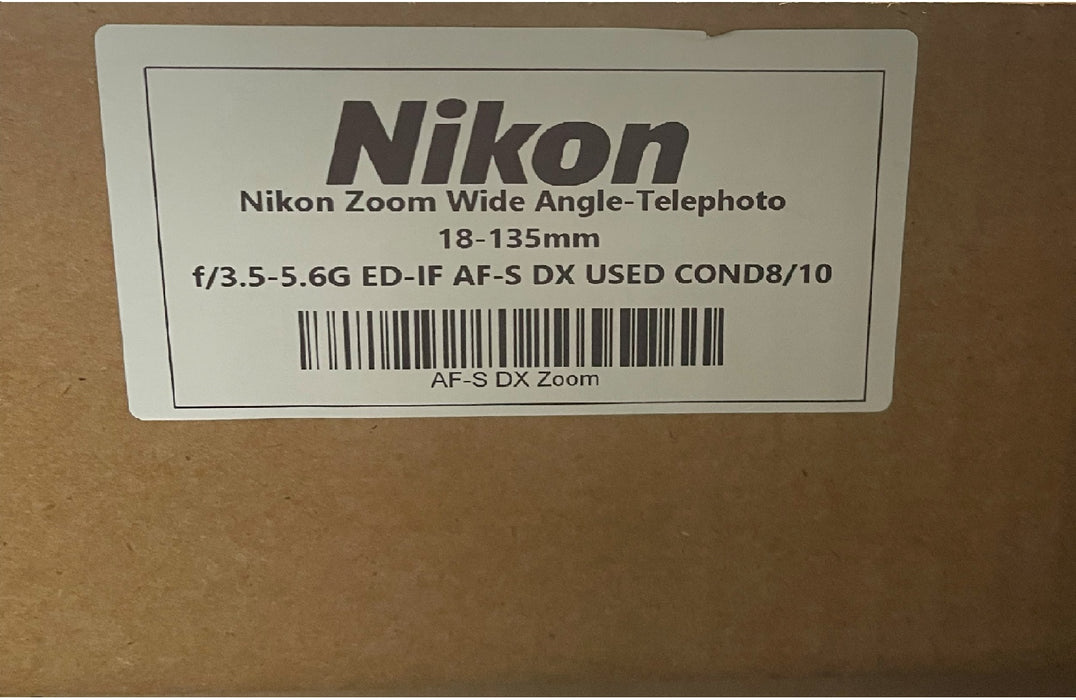 Nikon
Nikon Zoom Wide Angle-Telephoto
18-135mm
f/3.5-5.6G ED-IF AF-S DX USED COND8/10
AF-S DX Zoom